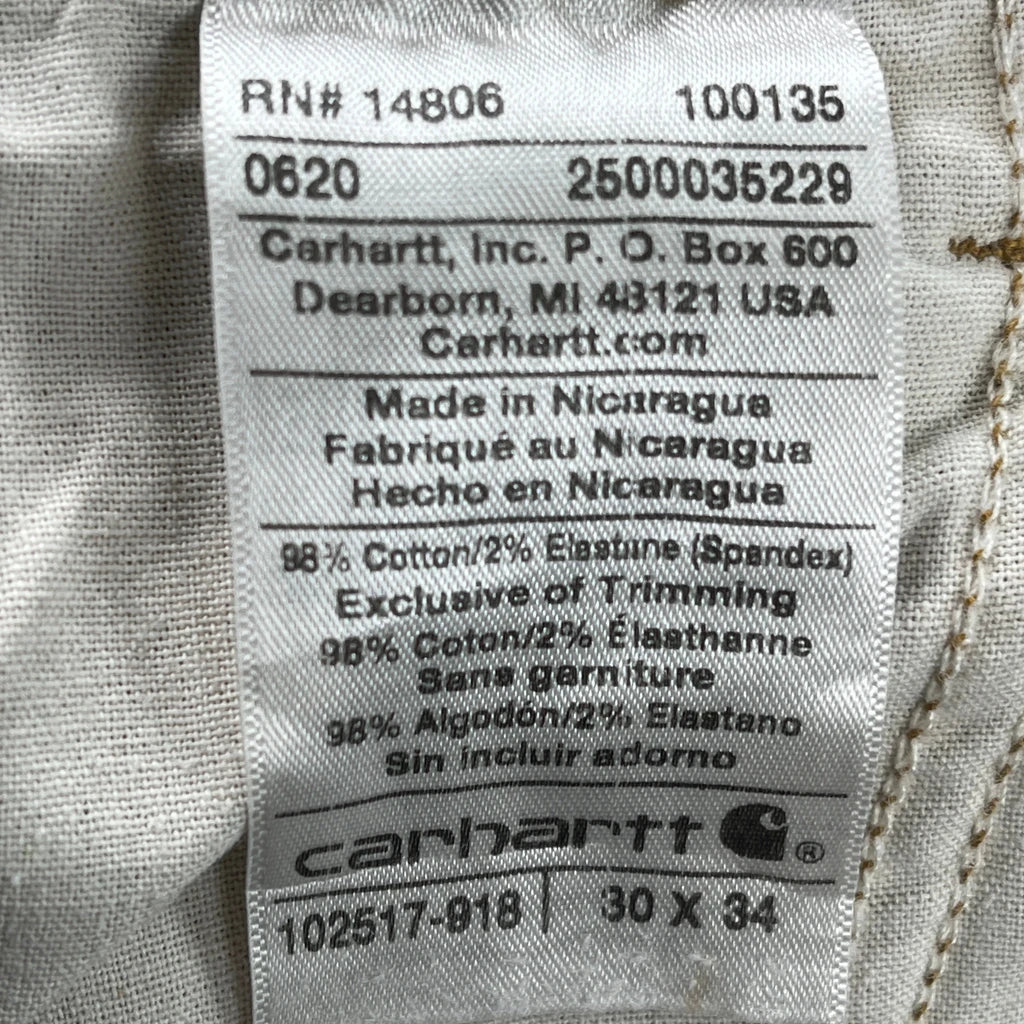 RN# 14806 100135
0620 2500035229
Carhartt, Inc. P. O. Box 600
Dearborn, MI 48121 USA
Carhartt.com
Made in Nicaragua
Fabriqué au Nicaragua
Hecho en Nicaragua
98% Cotton/2% Elastane (Spandex)
Exclusive of Trimming
98% Coton/2% Élasthanne
Sans garniture
98% Algodón/2% Elastano
Sin incluir adorno
carhartt ®
102517-918 | 30 X 34